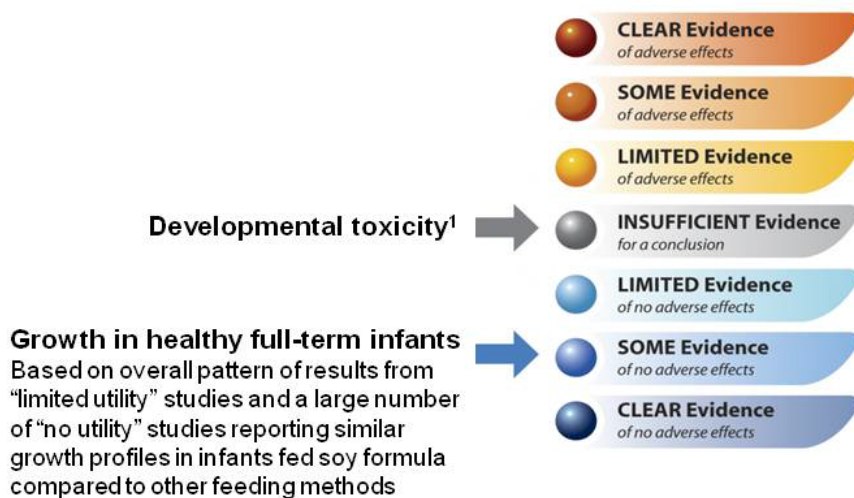 CLEAR Evidence
of adverse effects
SOME Evidence
of adverse effects
LIMITED Evidence
of adverse effects
Developmental toxicity¹
INSUFFICIENT Evidence
for a conclusion
LIMITED Evidence
of no adverse effects
Growth in healthy full-term infants
Based on overall pattern of results from
“limited utility” studies and a large number
of “no utility” studies reporting similar
growth profiles in infants fed soy formula
compared to other feeding methods
SOME Evidence
of no adverse effects
CLEAR Evidence
of no adverse effects